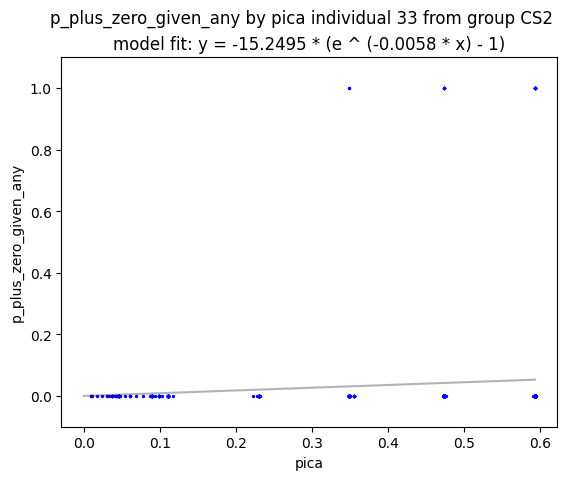 p_plus_zero_given_any by pica individual 33 from group CS2
model fit: y = -15.2495 * (e ^ (-0.0058 * x) - 1)
1.0
0.8
0.6
0.4
0.2
0.0
p_plus_zero_given_any
0.0 0.1 0.2 0.3 0.4 0.5 0.6
pica